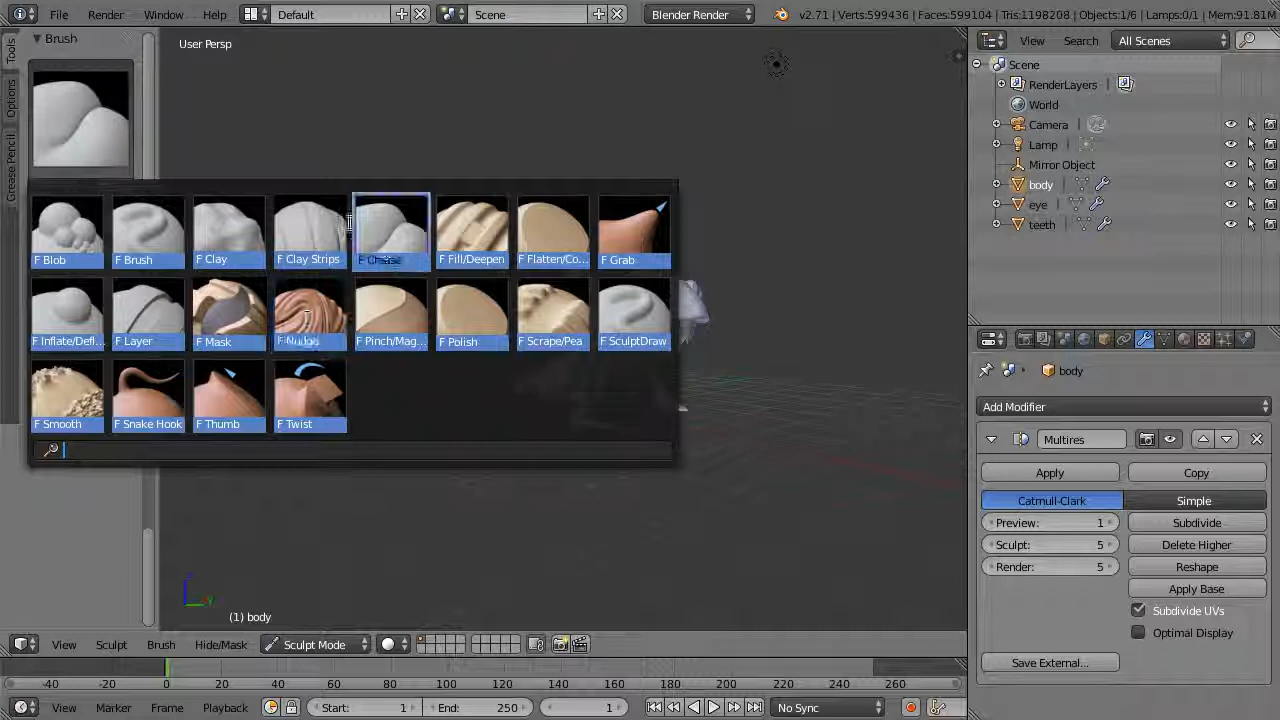 File Render Window Help Default Scene Blender Render v2.71 | Verts:599436 | Faces:599104 | Tris:1198208 | Objects:1/6 | Lamps:0/1 | Mem:91.81M
Brush
User Persp
View Search All Scenes
Tools
Options
Grease Pencil
Scene
RenderLayers
World
Camera
Lamp
Mirror Object
body
eye
teeth
F Blob F Brush F Clay F Clay Strips F Crease F Fill/Deepen F Flatten/Co... F Grab
F Inflate/Defl... F Layer F Mask F Nudge F Pinch/Mag... F Polish F Scrape/Pea F SculptDraw
F Smooth F Snake Hook F Thumb F Twist
body
Add Modifier
Multires
Apply Copy
Catmull-Clark Simple
Preview: 1 Subdivide
Sculpt: 5 Delete Higher
Render: 5 Reshape
Apply Base
Subdivide UVs
Optimal Display
Save External...
(1) body
View Sculpt Brush Hide/Mask Sculpt Mode
-40 -20 0 20 40 60 80 100 120 140 160 180 200 220 240 260
View Marker Frame Playback Start: 1 End: 250 1 No Sync